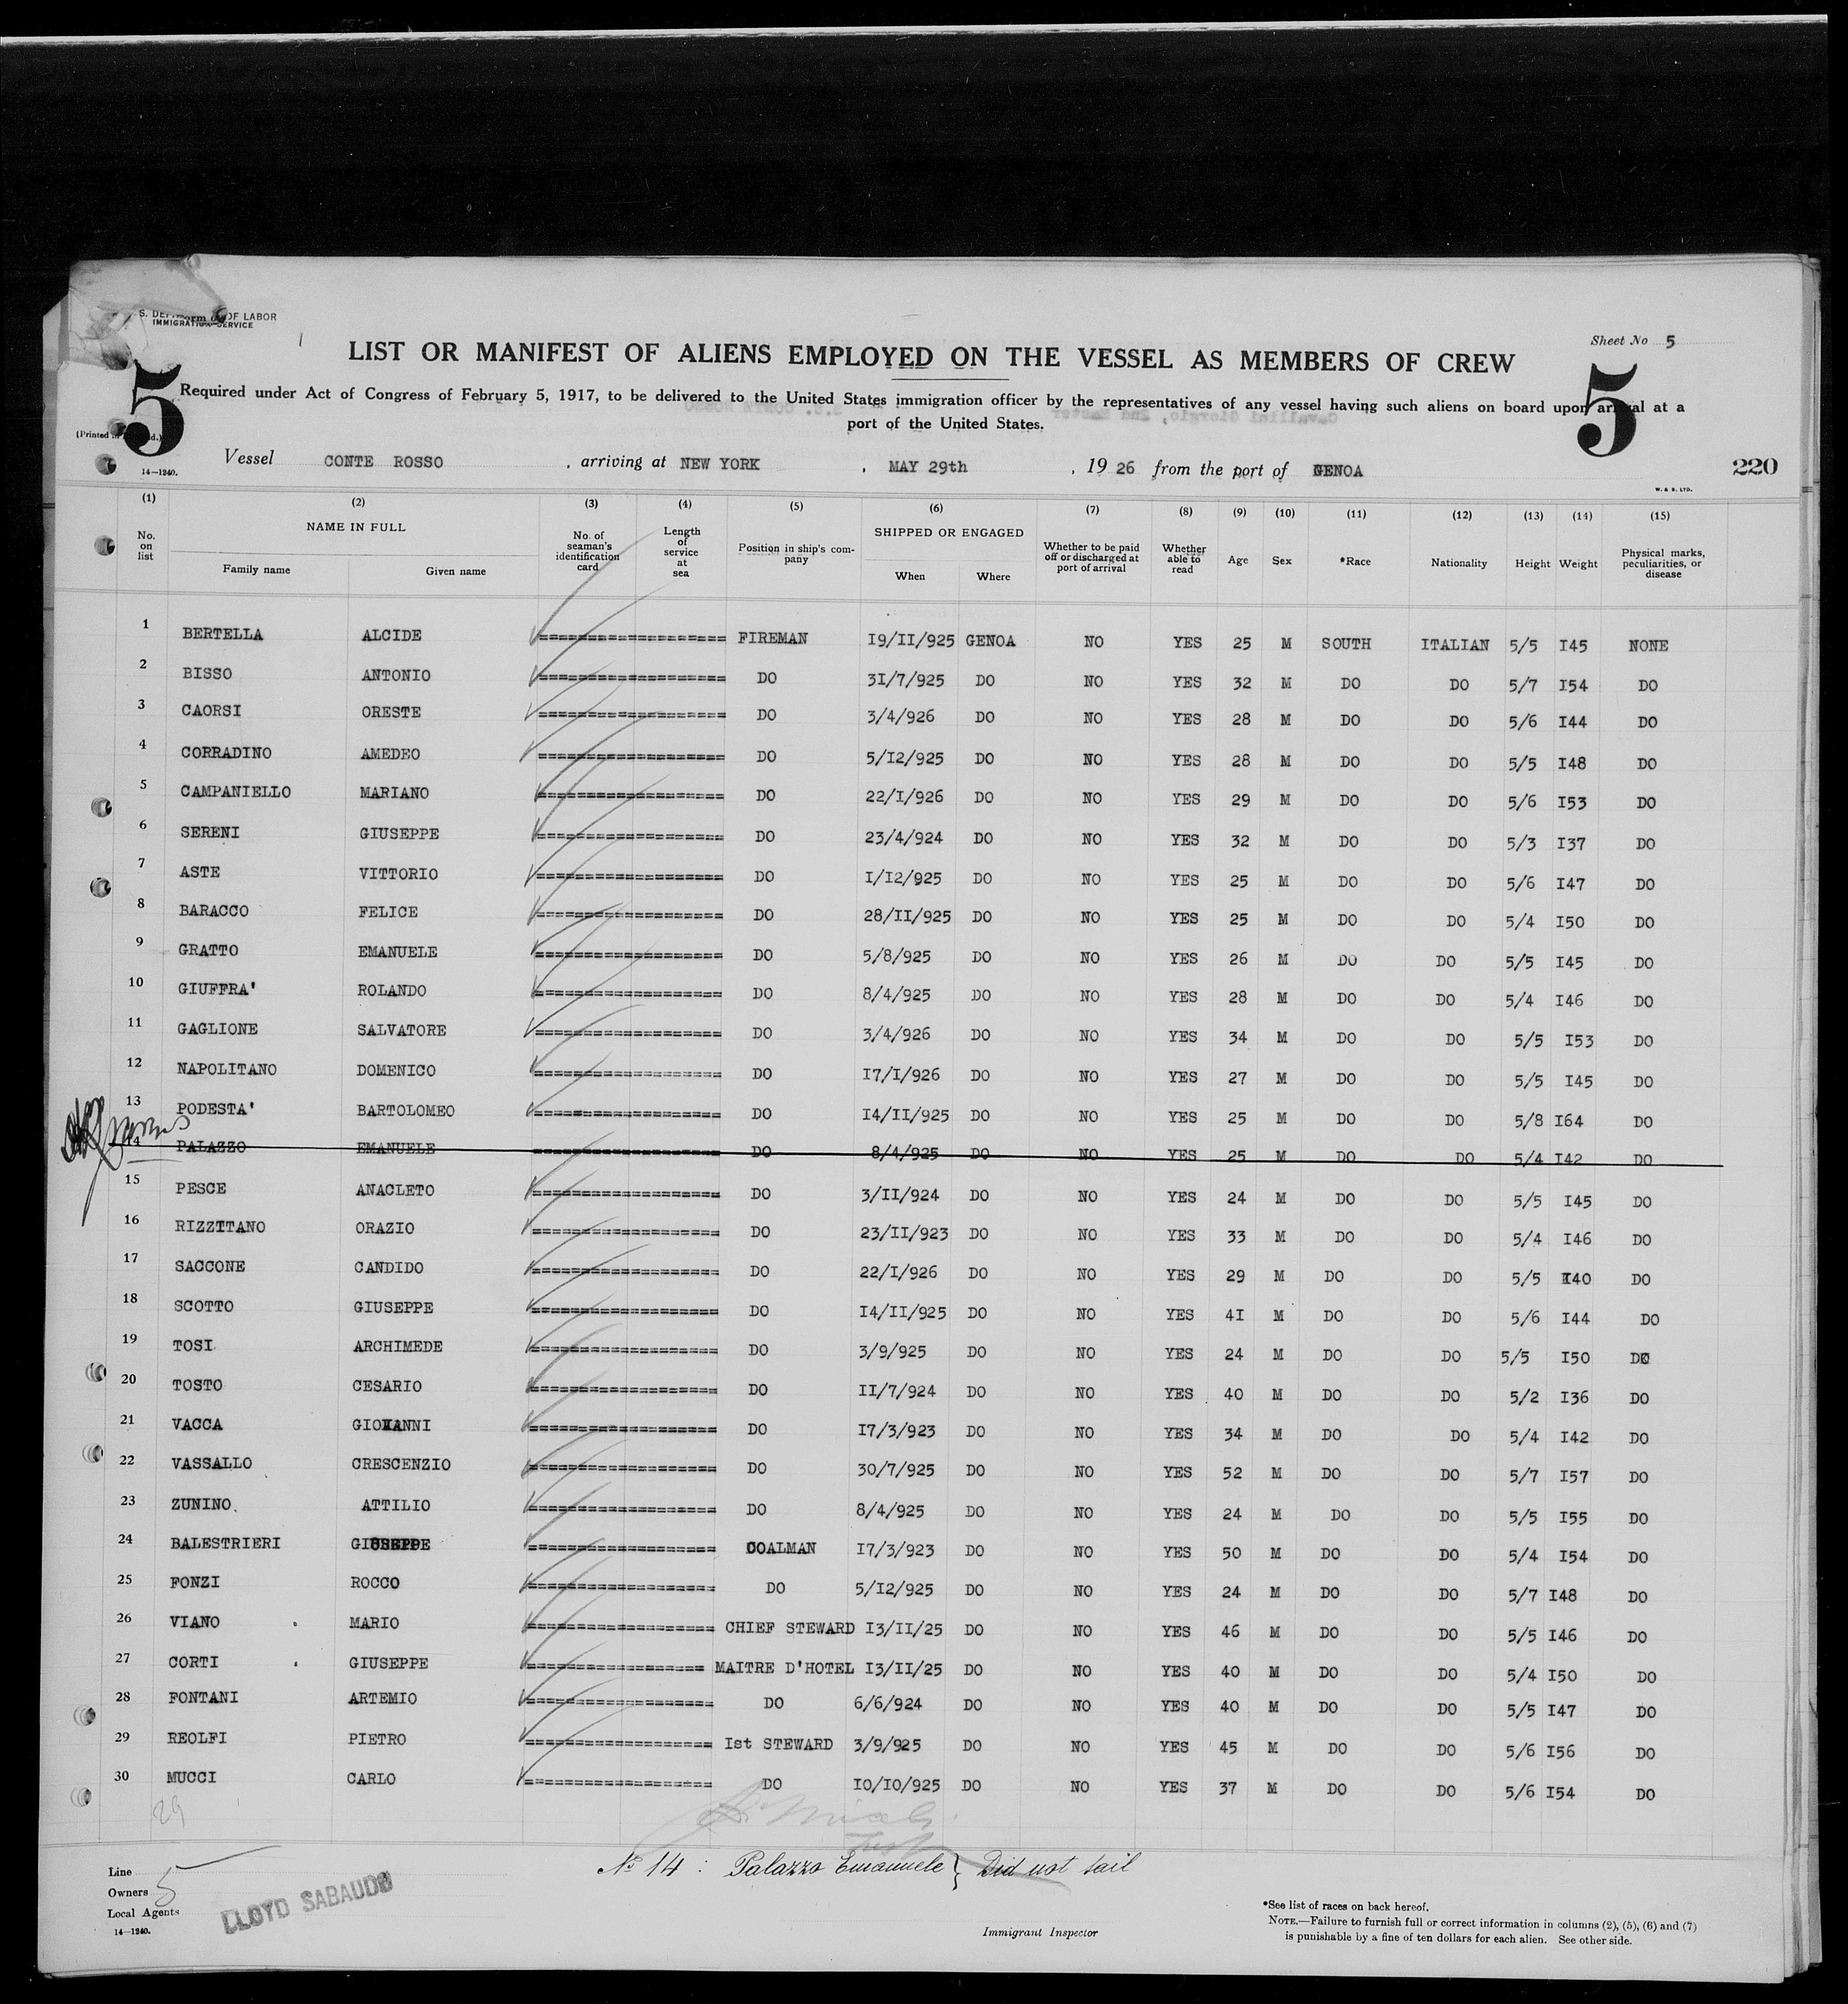 S. DEP OF LABOR
IMMIGRATION SERVICE
Sheet No 5
LIST OR MANIFEST OF ALIENS EMPLOYED ON THE VESSEL AS MEMBERS OF CREW
5 5
Required under Act of Congress of February 5, 1917, to be delivered to the United States immigration officer by the representatives of any vessel having such aliens on board upon arrival at a
port of the United States.
14—1240.
Vessel CONTE ROSSO , arriving at NEW YORK , MAY 29th , 19 26 from the port of GENOA
220
W. & S. LTD.
(1) (2) (3) (4) (5) (6) (7) (8) (9) (10) (11) (12) (13) (14) (15)
No. on list NAME IN FULL Family name Given name No. of seaman's identification card Length of service at sea Position in ship's company SHIPPED OR ENGAGED When Where Whether to be paid off or discharged at port of arrival Whether able to read Age Sex *Race Nationality Height Weight Physical marks, peculiarities, or disease
1 BERTELLA ALCIDE =================== FIREMAN I9/II/925 GENOA NO YES 25 M SOUTH ITALIAN 5/5 I45 NONE
2 BISSO ANTONIO =================== DO 3I/7/925 DO NO YES 32 M DO DO 5/7 I54 DO
3 CAORSI ORESTE =================== DO 3/4/926 DO NO YES 28 M DO DO 5/6 I44 DO
4 CORRADINO AMEDEO =================== DO 5/I2/925 DO NO YES 28 M DO DO 5/5 I48 DO
5 CAMPANIELLO MARIANO =================== DO 22/I/926 DO NO YES 29 M DO DO 5/6 I53 DO
6 SERENI GIUSEPPE =================== DO 23/4/924 DO NO YES 32 M DO DO 5/3 I37 DO
7 ASTE VITTORIO =================== DO I/I2/925 DO NO YES 25 M DO DO 5/6 I47 DO
8 BARACCO FELICE =================== DO 28/II/925 DO NO YES 25 M DO DO 5/4 I50 DO
9 GRATTO EMANUELE =================== DO 5/8/925 DO NO YES 26 M DO DO 5/5 I45 DO
10 GIUFFRA' ROLANDO =================== DO 8/4/925 DO NO YES 28 M DO DO 5/4 I46 DO
11 GAGLIONE SALVATORE =================== DO 3/4/926 DO NO YES 34 M DO DO 5/5 I53 DO
12 NAPOLITANO DOMENICO =================== DO I7/I/926 DO NO YES 27 M DO DO 5/5 I45 DO
13 PODESTA' BARTOLOMEO =================== DO I4/II/925 DO NO YES 25 M DO DO 5/8 I64 DO
14 PALAZZO EMANUELE =================== DO 8/4/925 DO NO YES 25 M DO DO 5/4 I42 DO
15 PESCE ANACLETO =================== DO 3/II/924 DO NO YES 24 M DO DO 5/5 I45 DO
16 RIZZITANO ORAZIO =================== DO 23/II/923 DO NO YES 33 M DO DO 5/4 I46 DO
17 SACCONE CANDIDO =================== DO 22/I/926 DO NO YES 29 M DO DO 5/5 I40 DO
18 SCOTTO GIUSEPPE =================== DO I4/II/925 DO NO YES 4I M DO DO 5/6 I44 DO
19 TOSI ARCHIMEDE =================== DO 3/9/925 DO NO YES 24 M DO DO 5/5 I50 DO
20 TOSTO CESARIO =================== DO II/7/924 DO NO YES 40 M DO DO 5/2 I36 DO
21 VACCA GIOVANNI =================== DO I7/3/923 DO NO YES 34 M DO DO 5/4 I42 DO
22 VASSALLO CRESCENZIO =================== DO 30/7/925 DO NO YES 52 M DO DO 5/7 I57 DO
23 ZUNINO ATTILIO =================== DO 8/4/925 DO NO YES 24 M DO DO 5/5 I55 DO
24 BALESTRIERI GIUSEPPE =================== COALMAN I7/3/923 DO NO YES 50 M DO DO 5/4 I54 DO
25 FONZI ROCCO =================== DO 5/I2/925 DO NO YES 24 M DO DO 5/7 I48 DO
26 VIANO MARIO =================== CHIEF STEWARD I3/II/25 DO NO YES 46 M DO DO 5/5 I46 DO
27 CORTI GIUSEPPE ================== MAITRE D'HOTEL I3/II/25 DO NO YES 40 M DO DO 5/4 I50 DO
28 FONTANI ARTEMIO =================== DO 6/6/924 DO NO YES 40 M DO DO 5/5 I47 DO
29 REOLFI PIETRO =================== Ist STEWARD 3/9/925 DO NO YES 45 M DO DO 5/6 I56 DO
30 MUCCI CARLO =================== DO I0/I0/925 DO NO YES 37 M DO DO 5/6 I54 DO
29
No 14 : Palazzo Emanuele } Did not sail
Line
Owners 5
Local Agents
LLOYD SABAUDO
14—1240.
Immigrant Inspector
*See list of races on back hereof.
NOTE.—Failure to furnish full or correct information in columns (2), (5), (6) and (7)
is punishable by a fine of ten dollars for each alien. See other side.